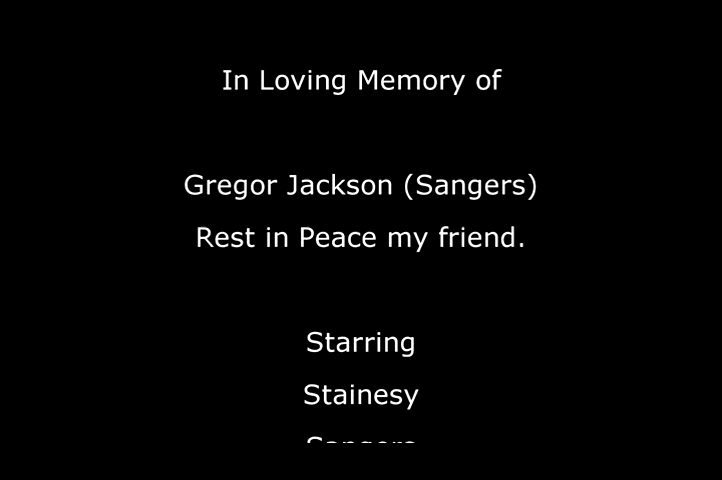 In Loving Memory of
Gregor Jackson (Sangers)
Rest in Peace my friend.
Starring
Stainesy
Sangers